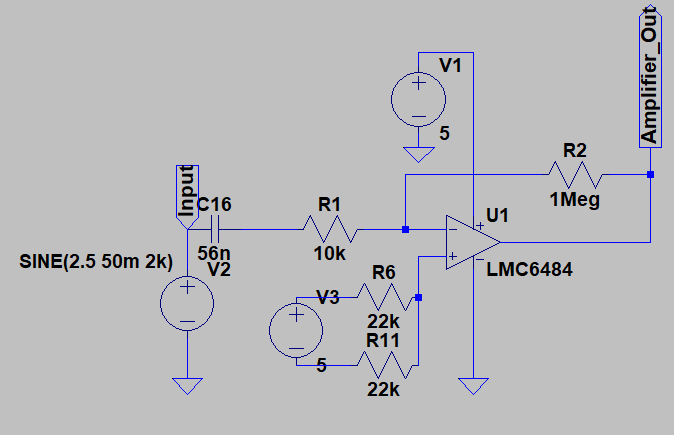 Amplifier_Out
V1
5
R2
1Meg
Input
C16
56n
R1
10k
U1
LMC6484
SINE(2.5 50m 2k)
V2
R6
22k
V3
5
R11
22k